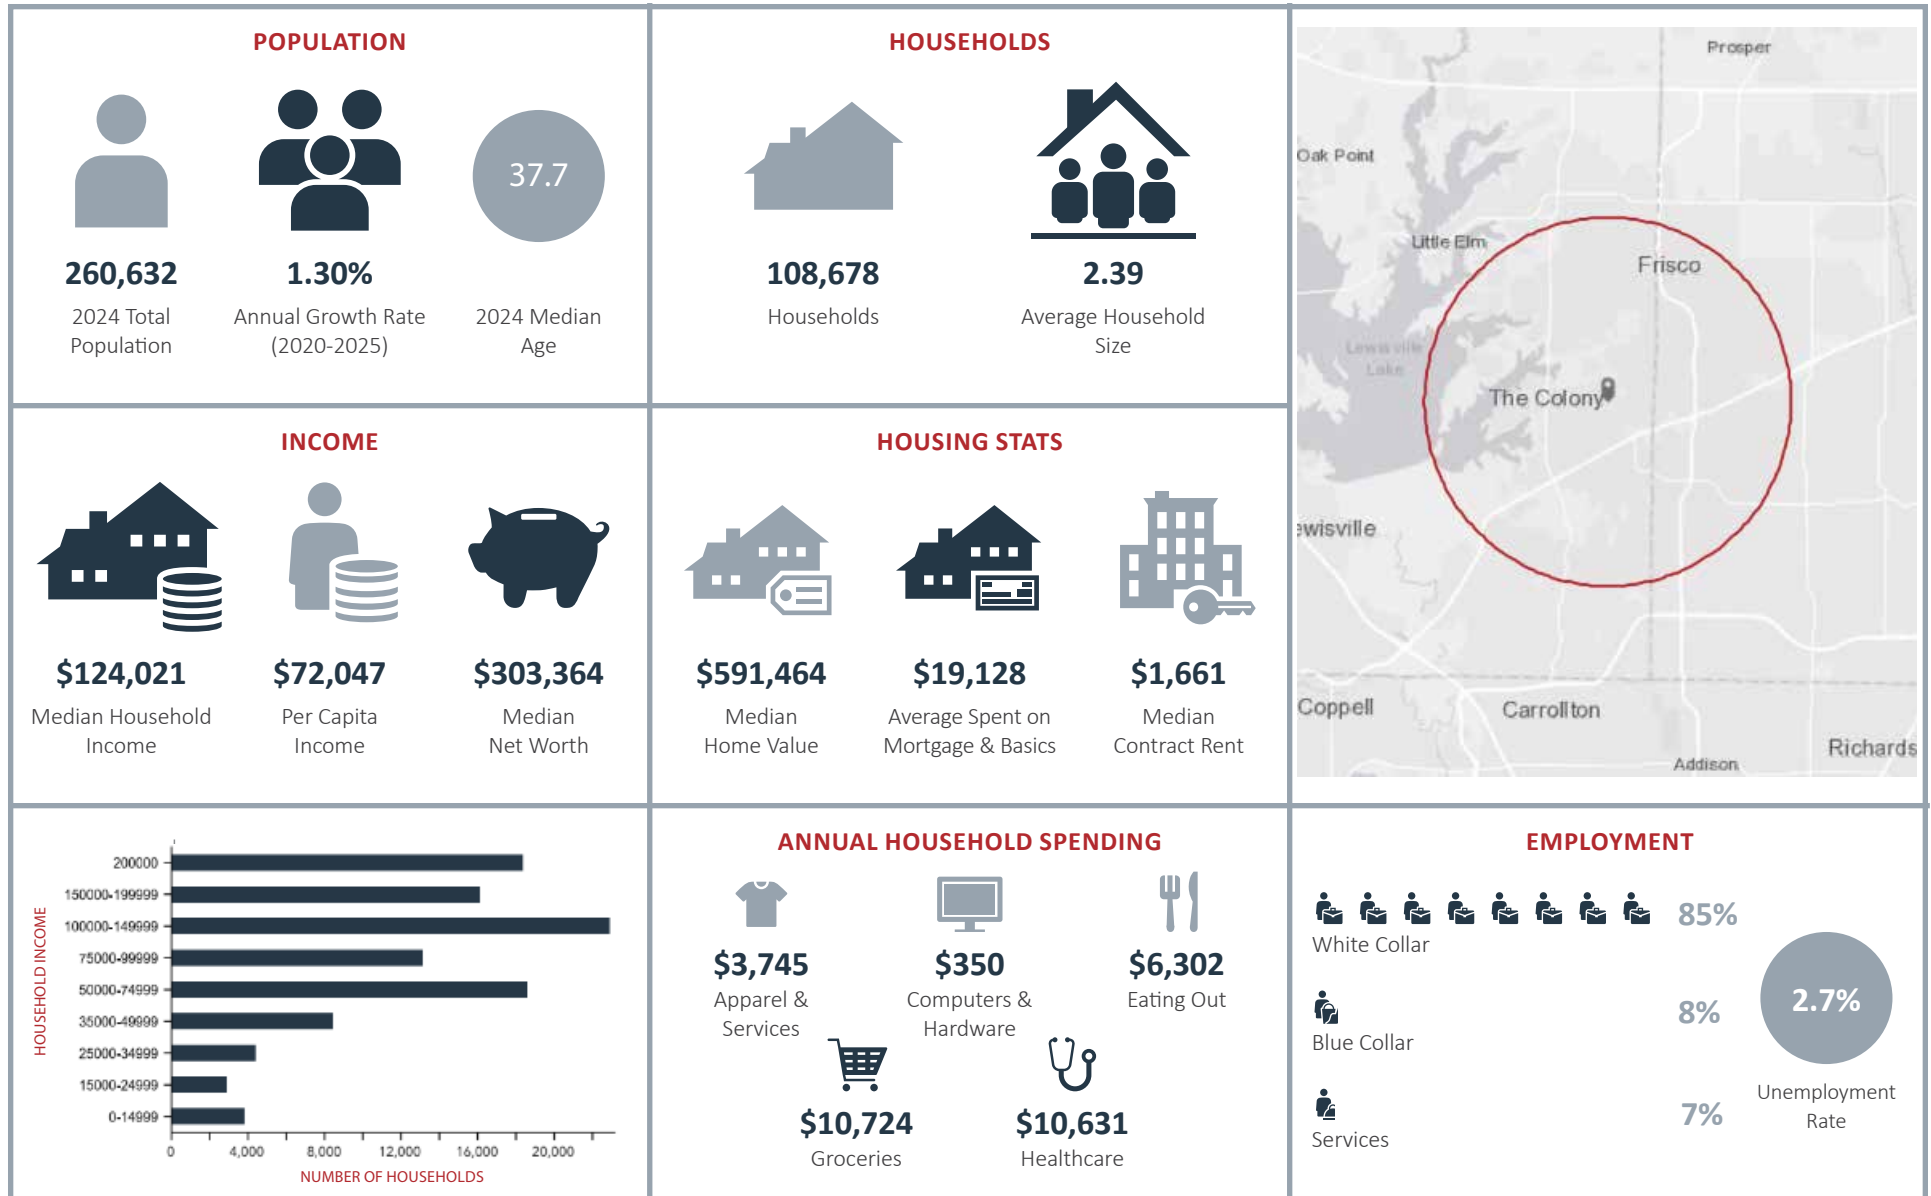 POPULATION
37.7
260,632
2024 Total
Population
1.30%
Annual Growth Rate
(2020-2025)
2024 Median
Age
HOUSEHOLDS
108,678
Households
2.39
Average Household
Size
Prosper
Oak Point
Little Elm
Frisco
Lewisville
Lake
The Colony
ewisville
Coppell
Carrollton
Addison
Richards
INCOME
$124,021
Median Household
Income
$72,047
Per Capita
Income
$303,364
Median
Net Worth
HOUSING STATS
$591,464
Median
Home Value
$19,128
Average Spent on
Mortgage & Basics
$1,661
Median
Contract Rent
HOUSEHOLD INCOME
200000
150000-199999
100000-149999
75000-99999
50000-74999
35000-49999
25000-34999
15000-24999
0-14999
0 4,000 8,000 12,000 16,000 20,000
NUMBER OF HOUSEHOLDS
ANNUAL HOUSEHOLD SPENDING
$3,745
Apparel &
Services
$350
Computers &
Hardware
$6,302
Eating Out
$10,724
Groceries
$10,631
Healthcare
EMPLOYMENT
85%
White Collar
8%
Blue Collar
7%
Services
2.7%
Unemployment
Rate